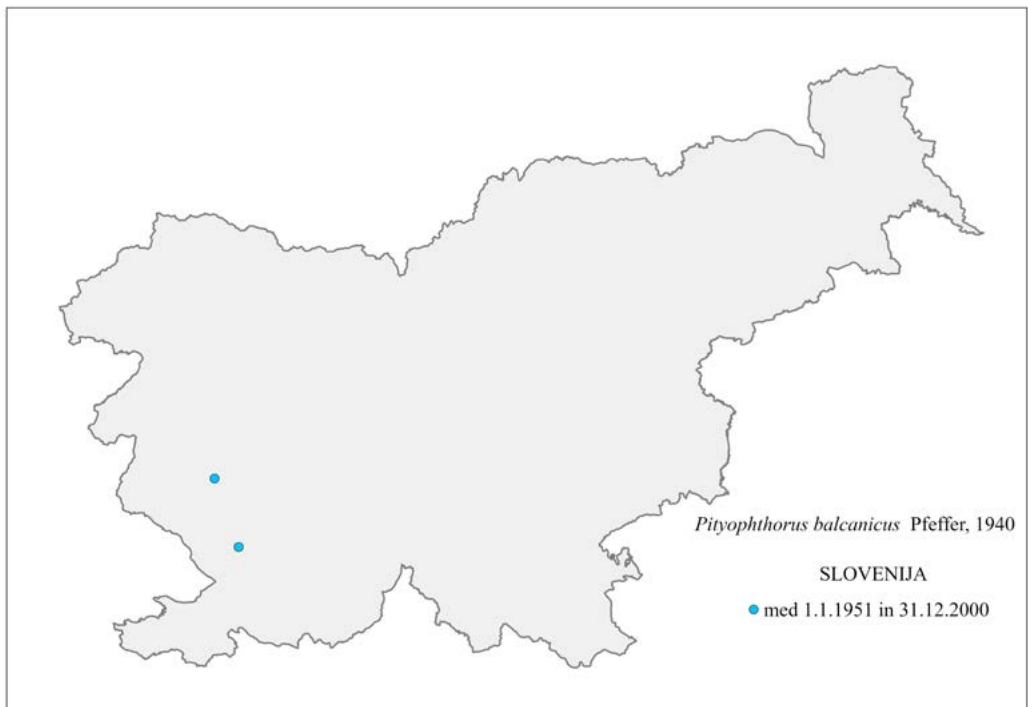 Pityophthorus balcanicus Pfeffer, 1940
SLOVENIJA
med 1.1.1951 in 31.12.2000